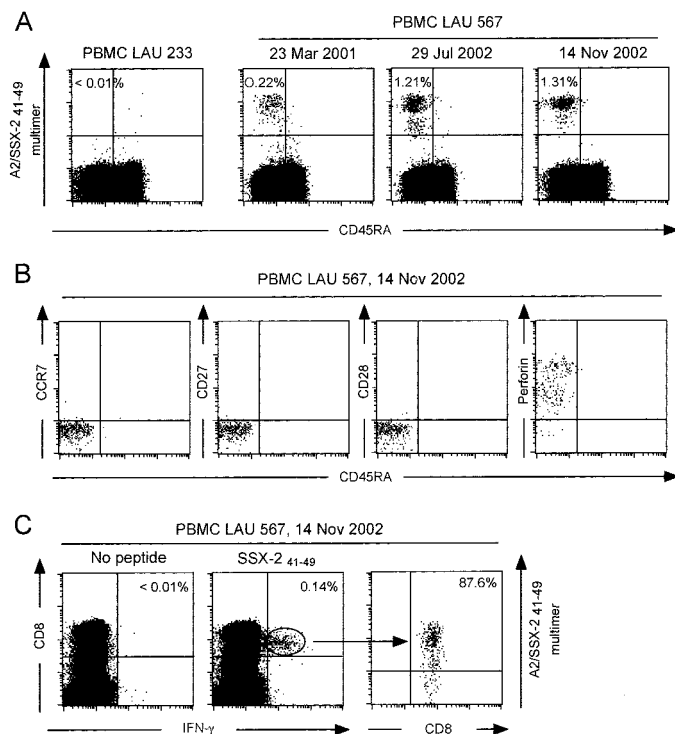 A
PBMC LAU 567
PBMC LAU 233
23 Mar 2001
29 Jul 2002
14 Nov 2002
A2/SSX-2 41-49
multimer
< 0.01%
0.22%
1.21%
1.31%
CD45RA
B
PBMC LAU 567, 14 Nov 2002
CCR7
CD27
CD28
Perforin
CD45RA
C
PBMC LAU 567, 14 Nov 2002
No peptide
SSX-2 41-49
CD8
< 0.01%
0.14%
87.6%
A2/SSX-2 41-49
multimer
IFN-γ
CD8